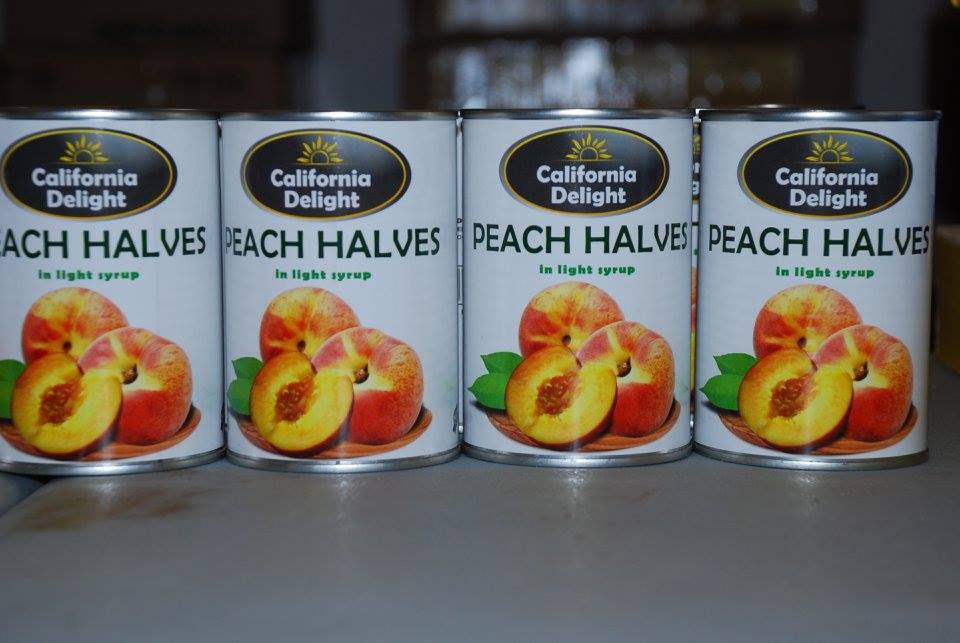 California
Delight
EACH HALVES
in light syrup
California
Delight
PEACH HALVES
in light syrup
California
Delight
PEACH HALVES
in light syrup
California
Delight
PEACH HALVES
in light syrup